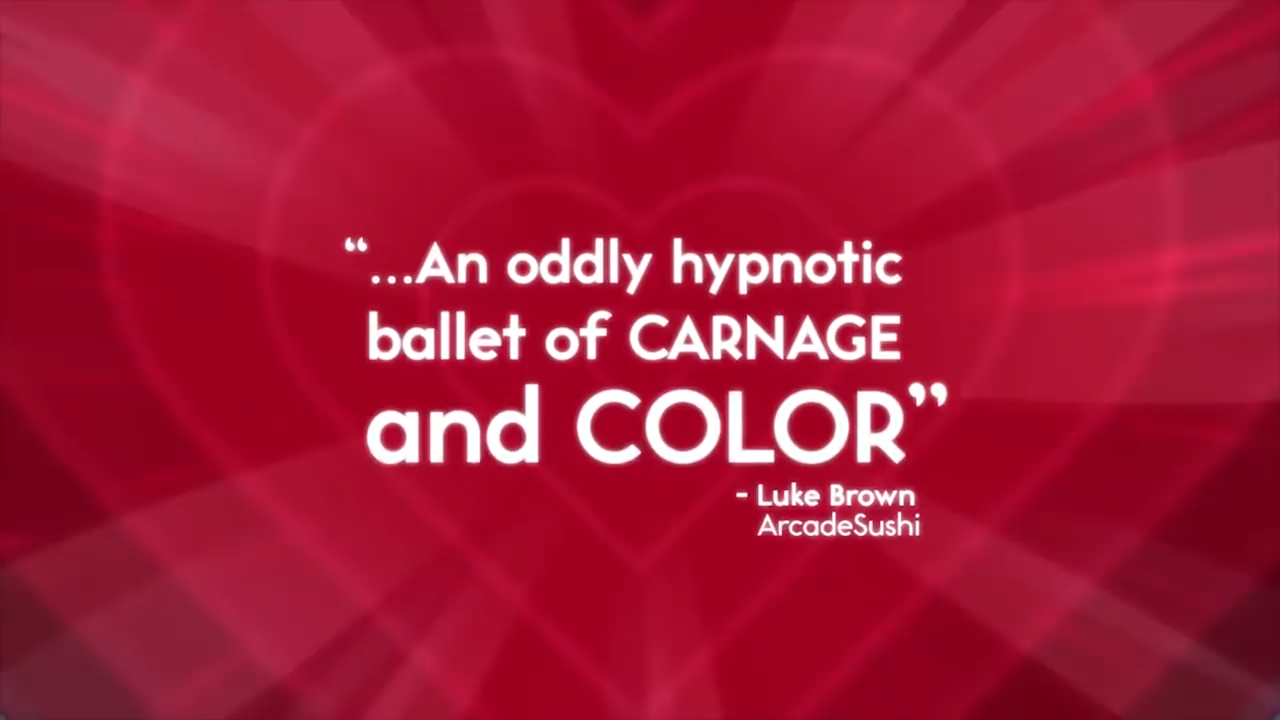 “...An oddly hypnotic
ballet of CARNAGE
and COLOR”
- Luke Brown
ArcadeSushi